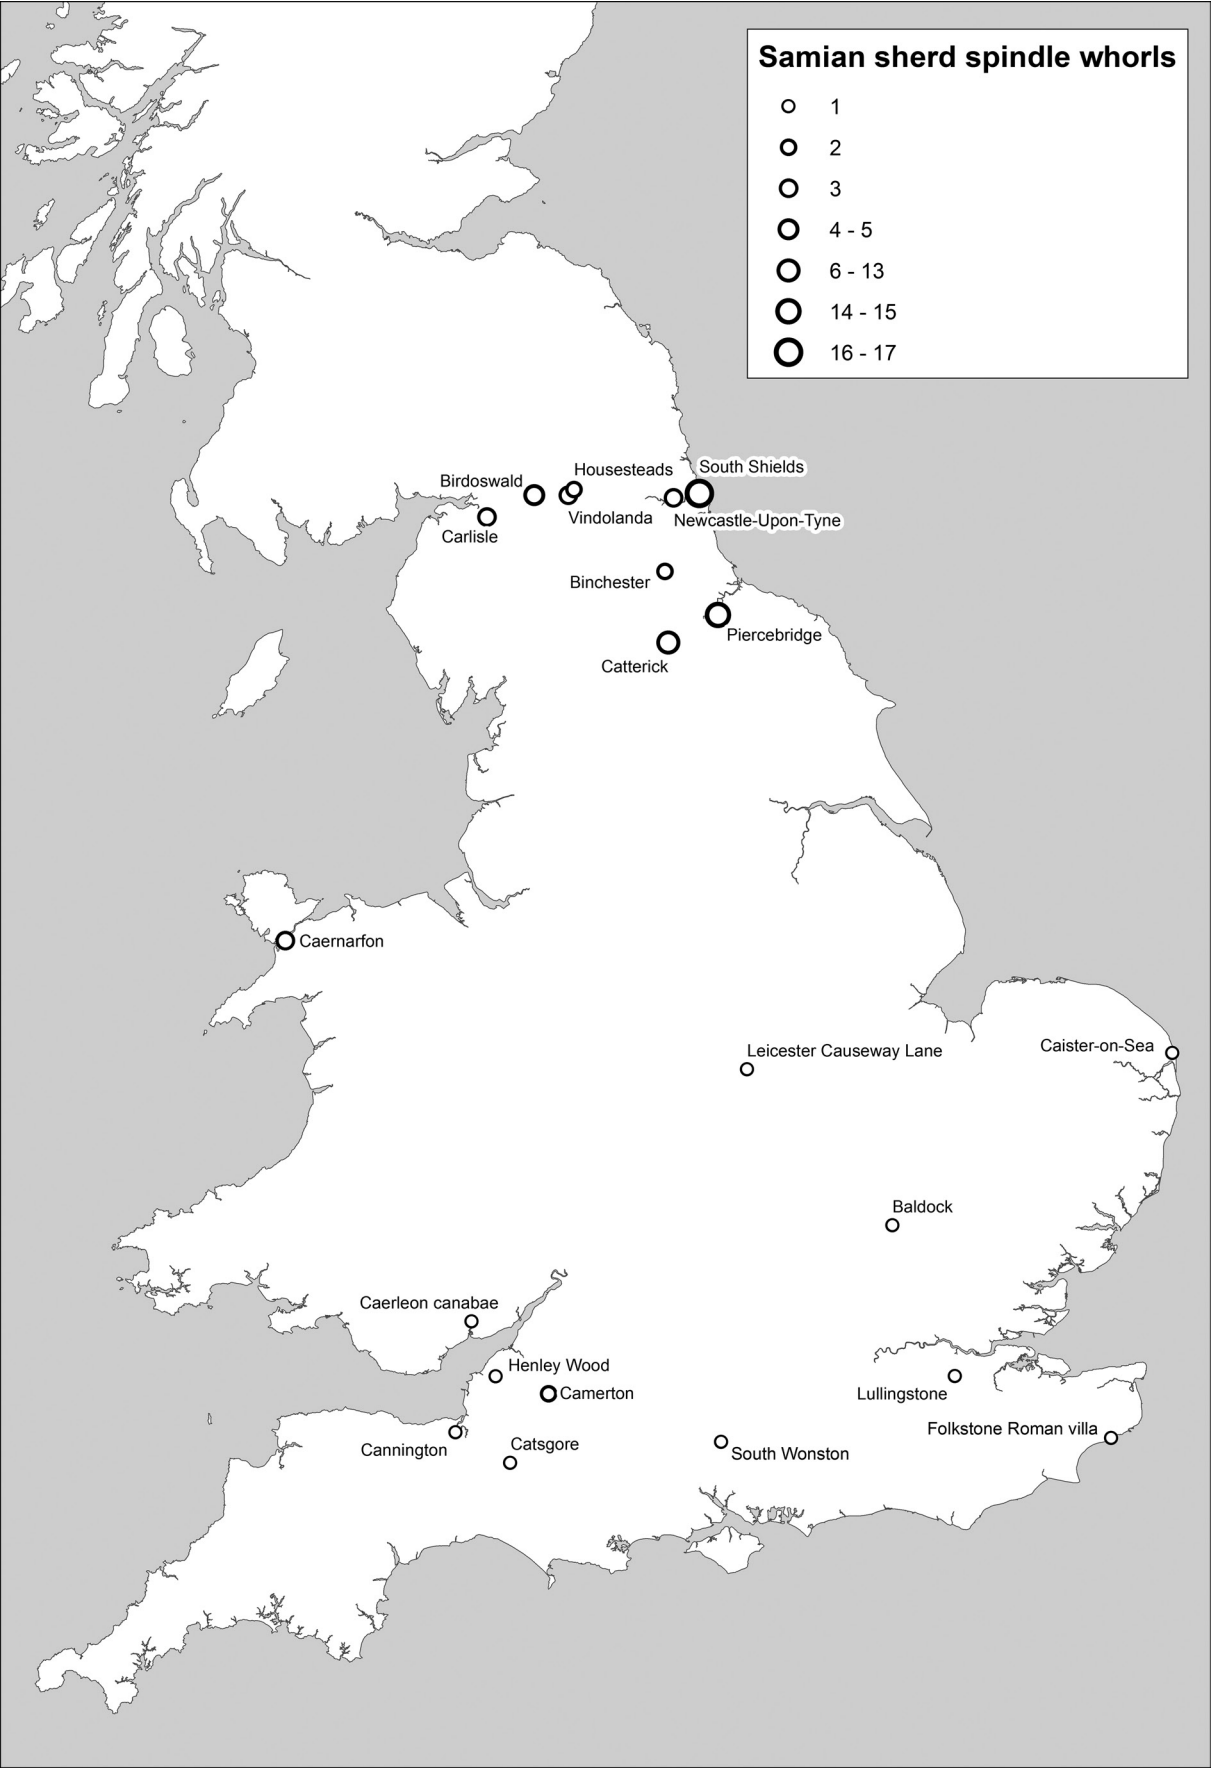 Samian sherd spindle whorls
1
2
3
4 - 5
6 - 13
14 - 15
16 - 17
South Shields
Housesteads
Birdoswald
Vindolanda
Newcastle-Upon-Tyne
Carlisle
Binchester
Piercebridge
Catterick
Caernarfon
Caister-on-Sea
Leicester Causeway Lane
Baldock
Caerleon canabae
Henley Wood
Camerton
Lullingstone
Folkstone Roman villa
Catsgore
Cannington
South Wonston